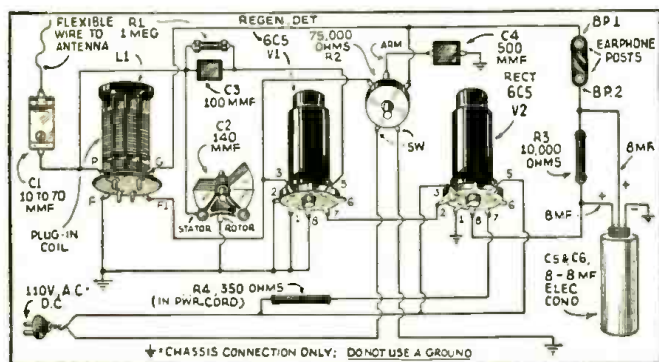 FLEXIBLE
WIRE TO
ANTENNA
R1
1 MEG
L1
REGEN. DET.
6C5
V1
75,000
OHMS
R2
ARM
C4
500
MMF
BP.1
EARPHONE
POSTS
BP.2
C3
100 MMF
RECT
6C5
V2
C2
140
MMF
SW
R3
10,000
OHMS
8MF
P
G
C1
10 TO 70
MMF
PLUG-IN
COIL
F
F1
STATOR
ROTOR
3
2
1
8
7
6
5
3
2
1
8
7
6
5
8MF
+
+
-
C5 & C6,
8-8 MF
ELEC
COND
110V., A.C.-
D.C.
R4, 350 OHMS
(IN PWR. CORD)
= CHASSIS CONNECTION ONLY; DO NOT USE A GROUND